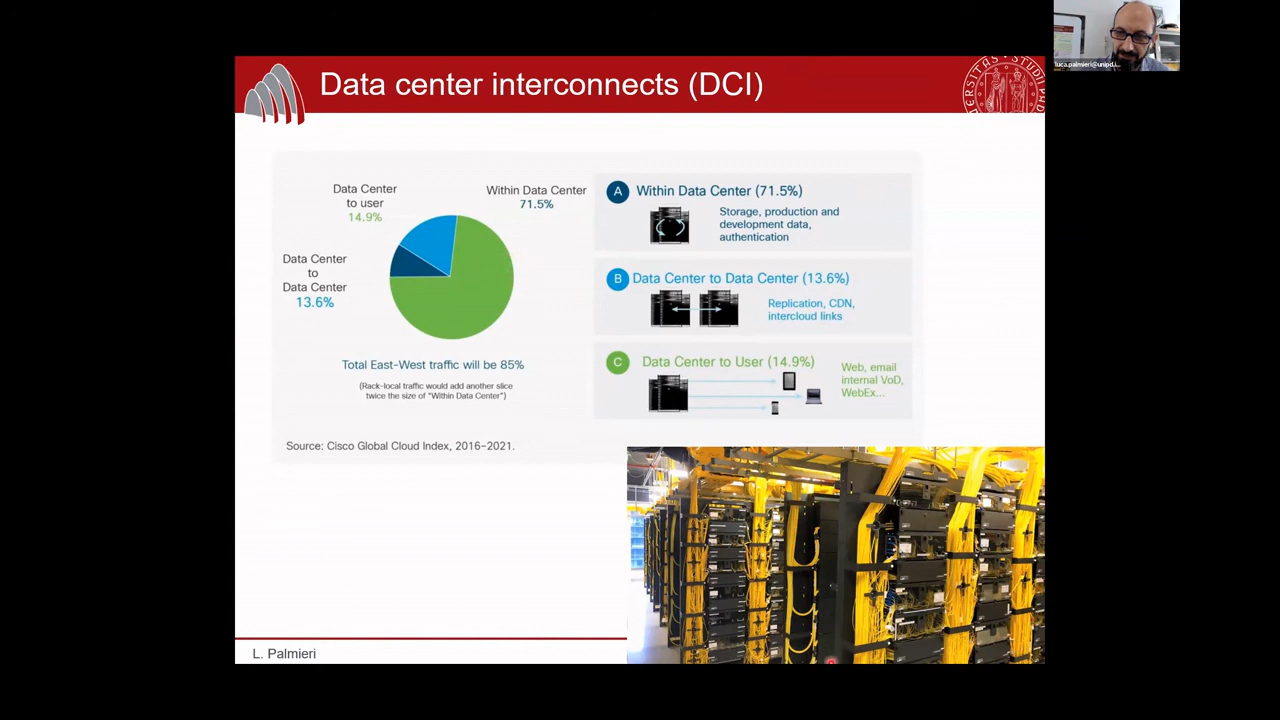 Data center interconnects (DCI)
Data Center
to user
14.9%
Within Data Center
71.5%
Data Center
to
Data Center
13.6%
Total East-West traffic will be 85%
(Rack-local traffic would add another slice
twice the size of "Within Data Center")
Source: Cisco Global Cloud Index, 2016-2021.
A Within Data Center (71.5%)
Storage, production and
development data,
authentication
B Data Center to Data Center (13.6%)
Replication, CDN,
intercloud links
C Data Center to User (14.9%)
Web, email
internal VoD,
WebEx...
L. Palmieri